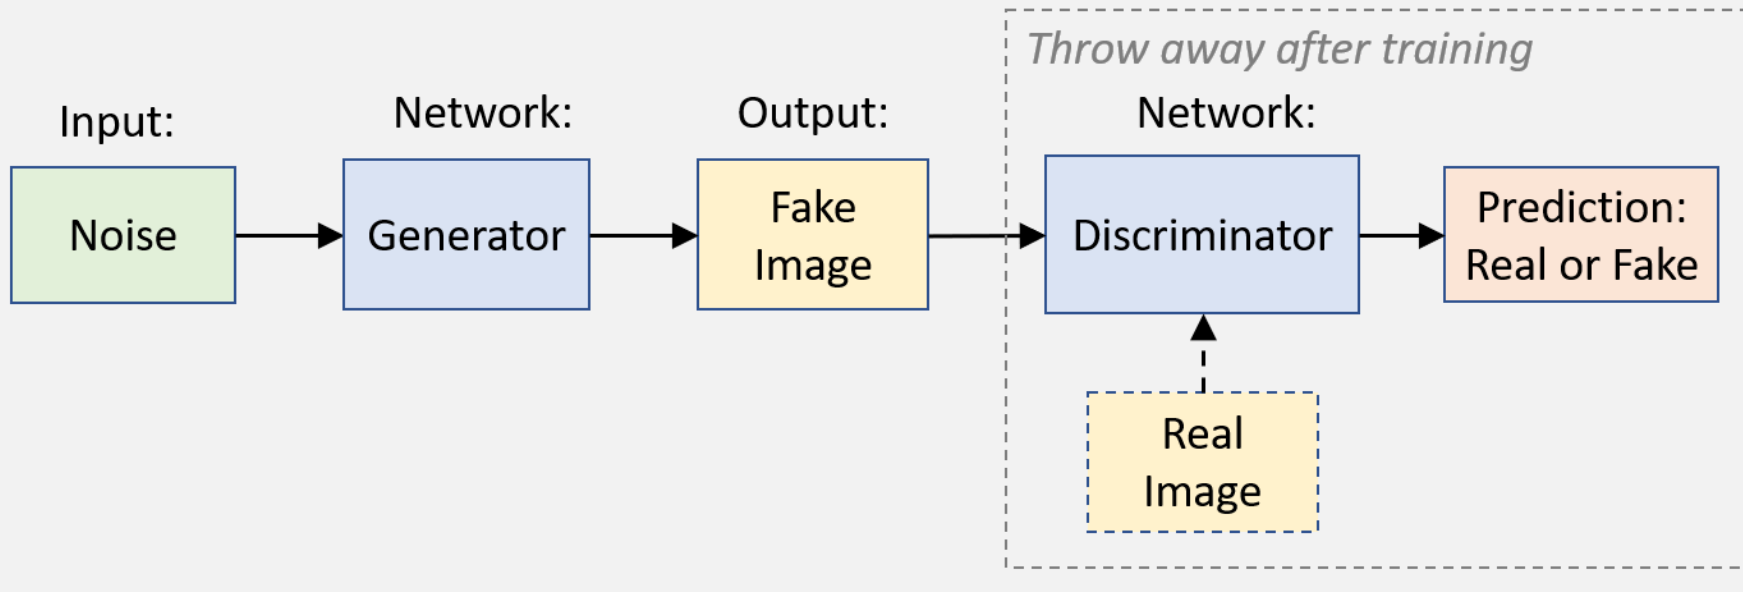 Throw away after training
Input:
Noise
Network:
Generator
Output:
Fake
Image
Network:
Discriminator
Prediction:
Real or Fake
Real
Image